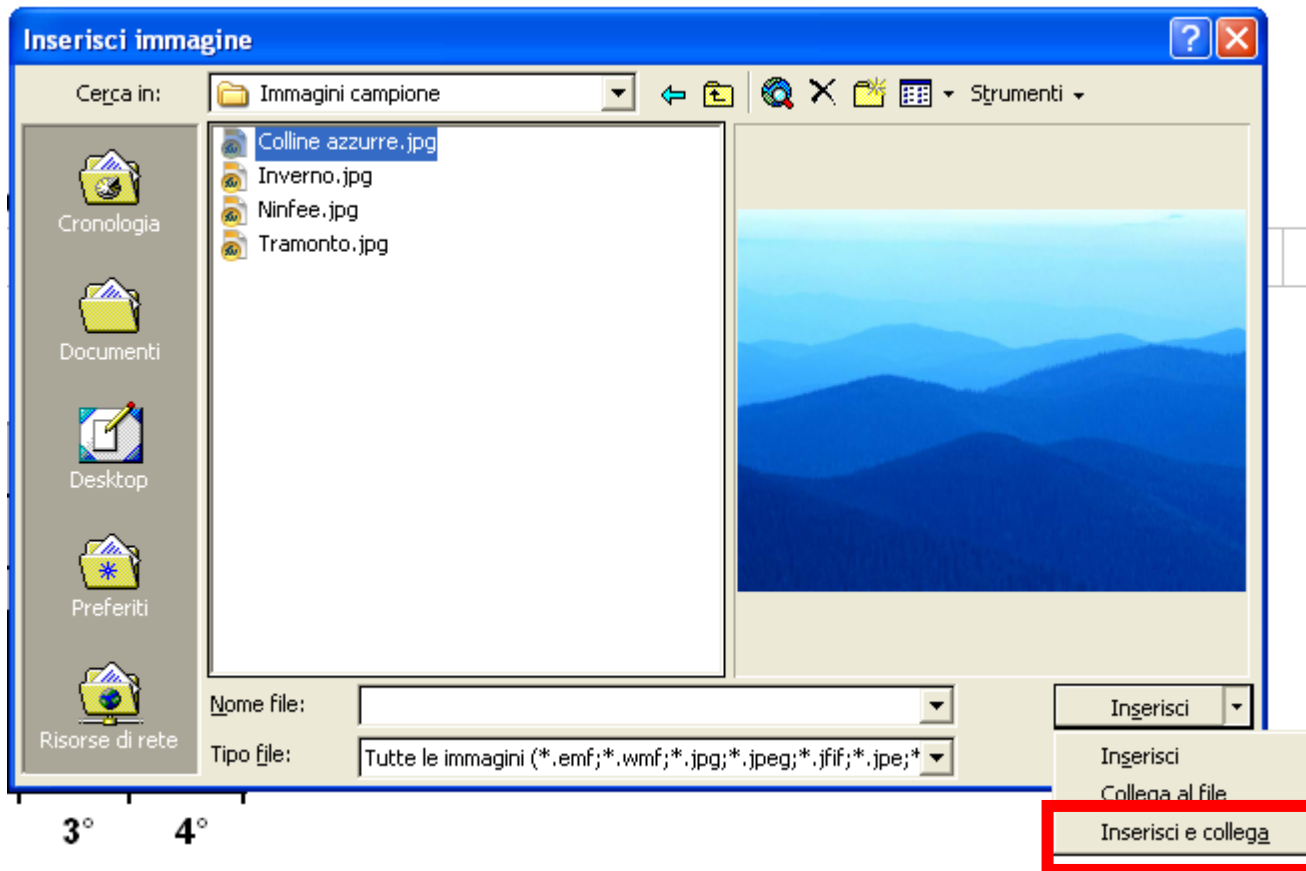 Inserisci immagine
Cerca in:
Immagini campione
Strumenti
Cronologia
Documenti
Desktop
Preferiti
Risorse di rete
Colline azzurre.jpg
Inverno.jpg
Ninfee.jpg
Tramonto.jpg
Nome file:
Inserisci
Tipo file:
Tutte le immagini (*.emf;*.wmf;*.jpg;*.jpeg;*.jfif;*.jpe;*
Inserisci
Collega al file
Inserisci e collega
3° 4°